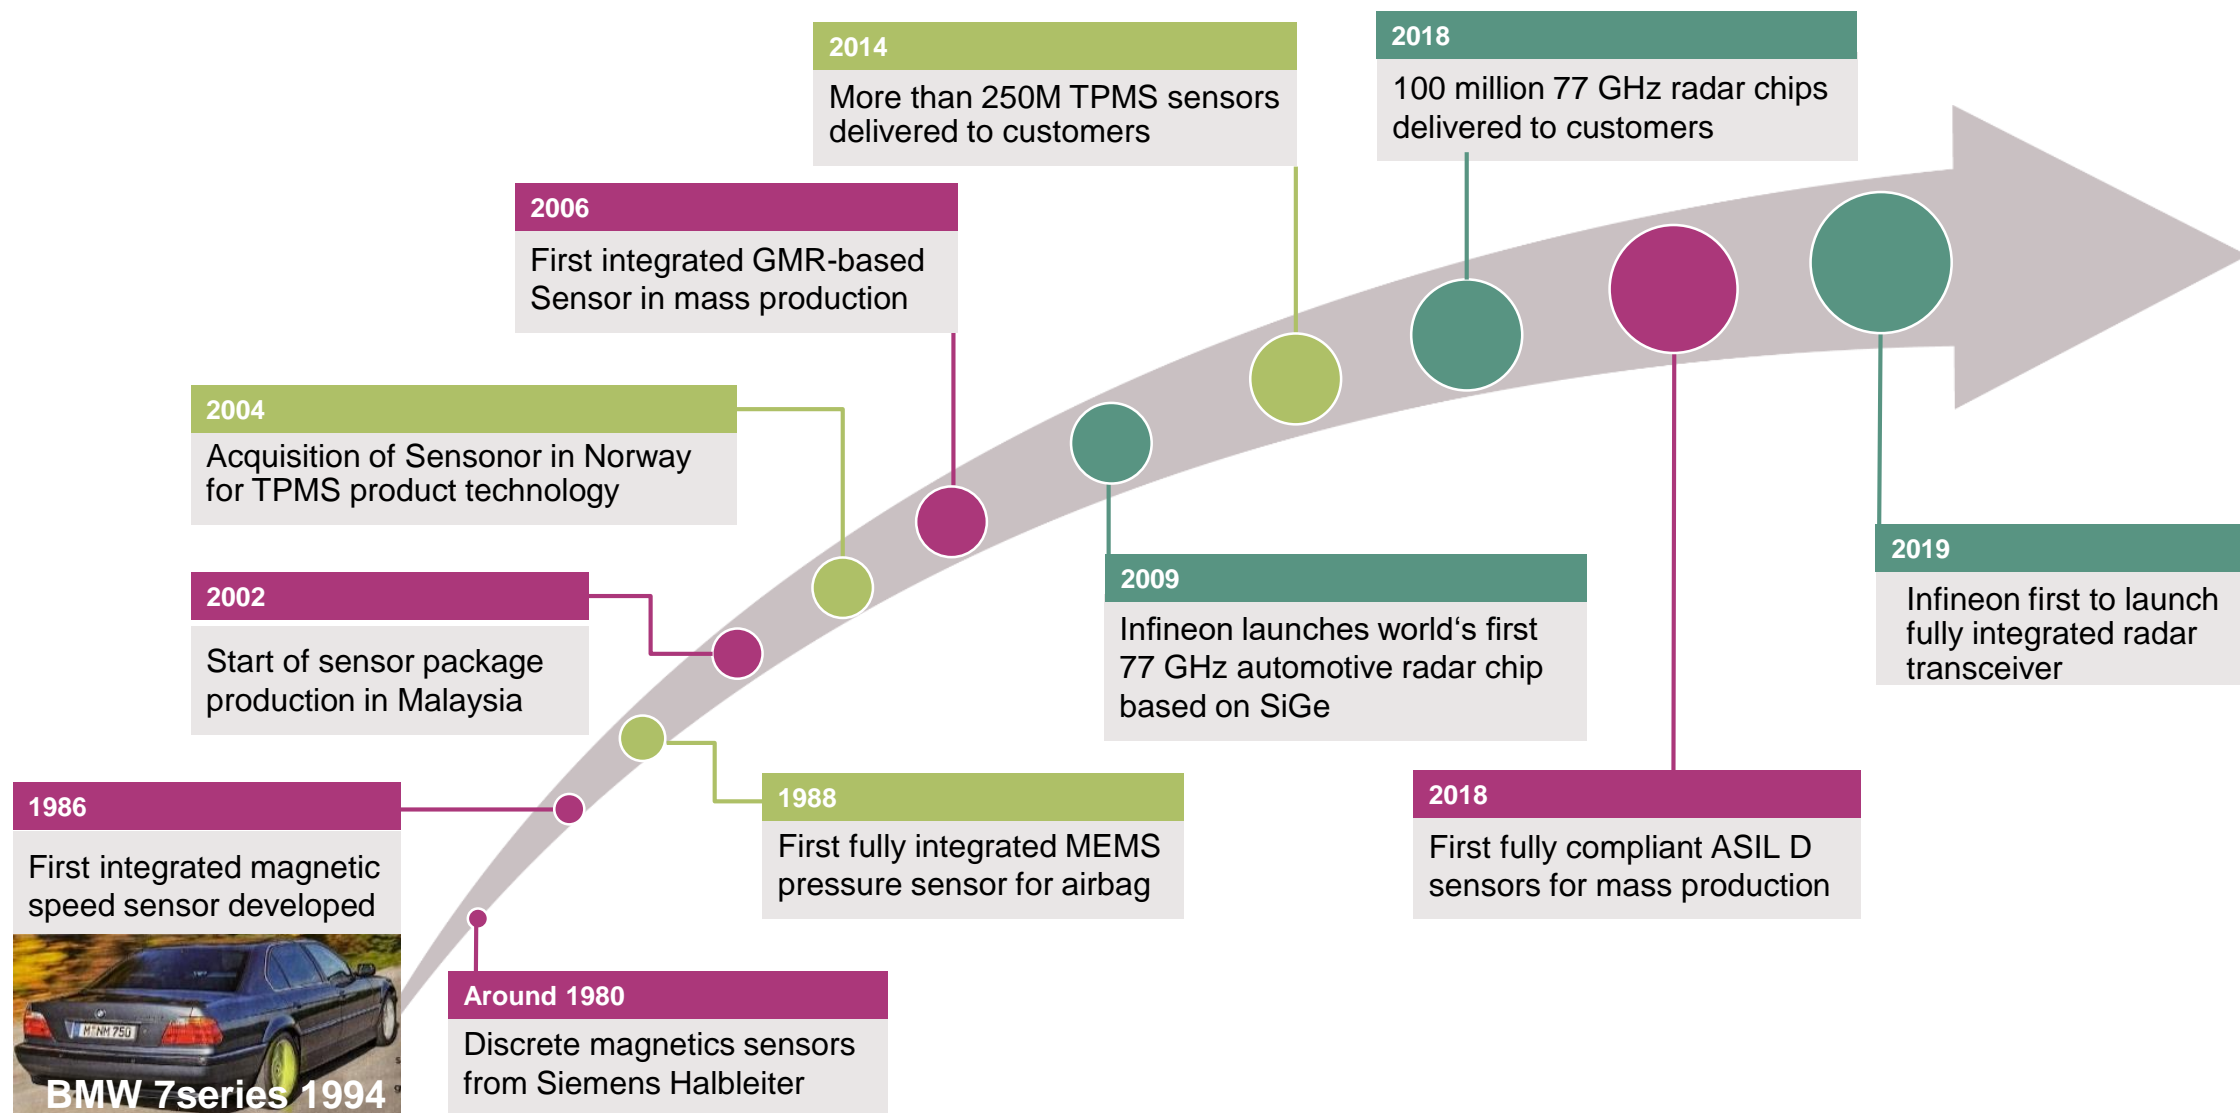 2014
More than 250M TPMS sensors
delivered to customers
2018
100 million 77 GHz radar chips
delivered to customers
2006
First integrated GMR-based
Sensor in mass production
2004
Acquisition of Sensonor in Norway
for TPMS product technology
2002
Start of sensor package
production in Malaysia
2009
Infineon launches world‘s first
77 GHz automotive radar chip
based on SiGe
2019
Infineon first to launch
fully integrated radar
transceiver
1986
First integrated magnetic
speed sensor developed
M NM 750
BMW 7series 1994
1988
First fully integrated MEMS
pressure sensor for airbag
2018
First fully compliant ASIL D
sensors for mass production
Around 1980
Discrete magnetics sensors
from Siemens Halbleiter